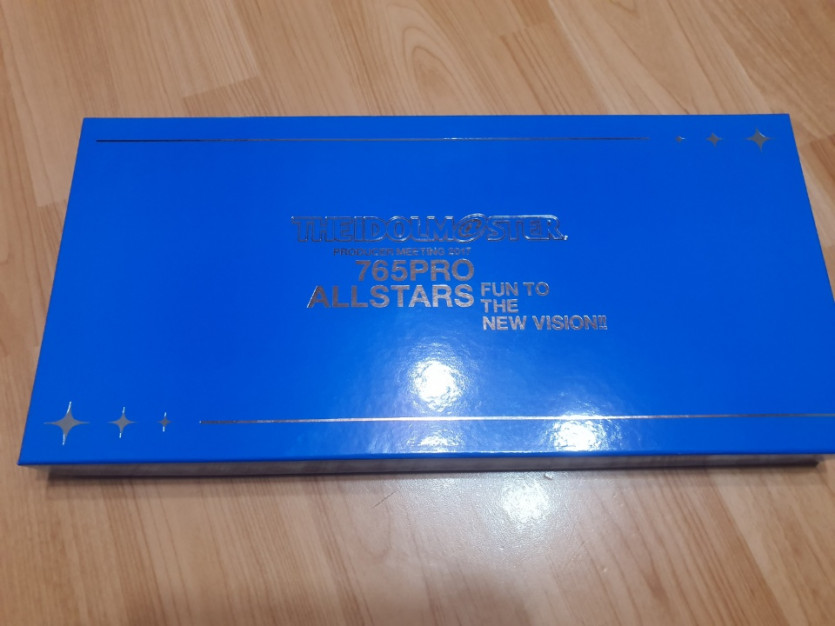 THE IDOLM@STER
PRODUCER MEETING 2017
765PRO
ALLSTARS
FUN TO
THE
NEW VISION!!